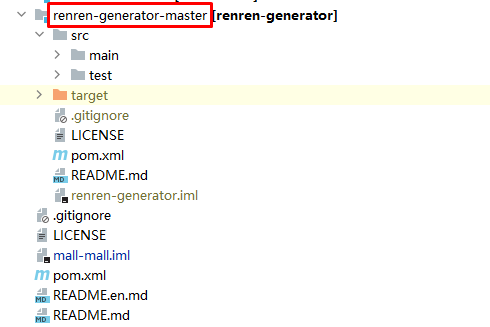 renren-generator-master [renren-generator]
src
main
test
target
.gitignore
LICENSE
pom.xml
README.md
renren-generator.iml
.gitignore
LICENSE
mall-mall.iml
pom.xml
README.en.md
README.md